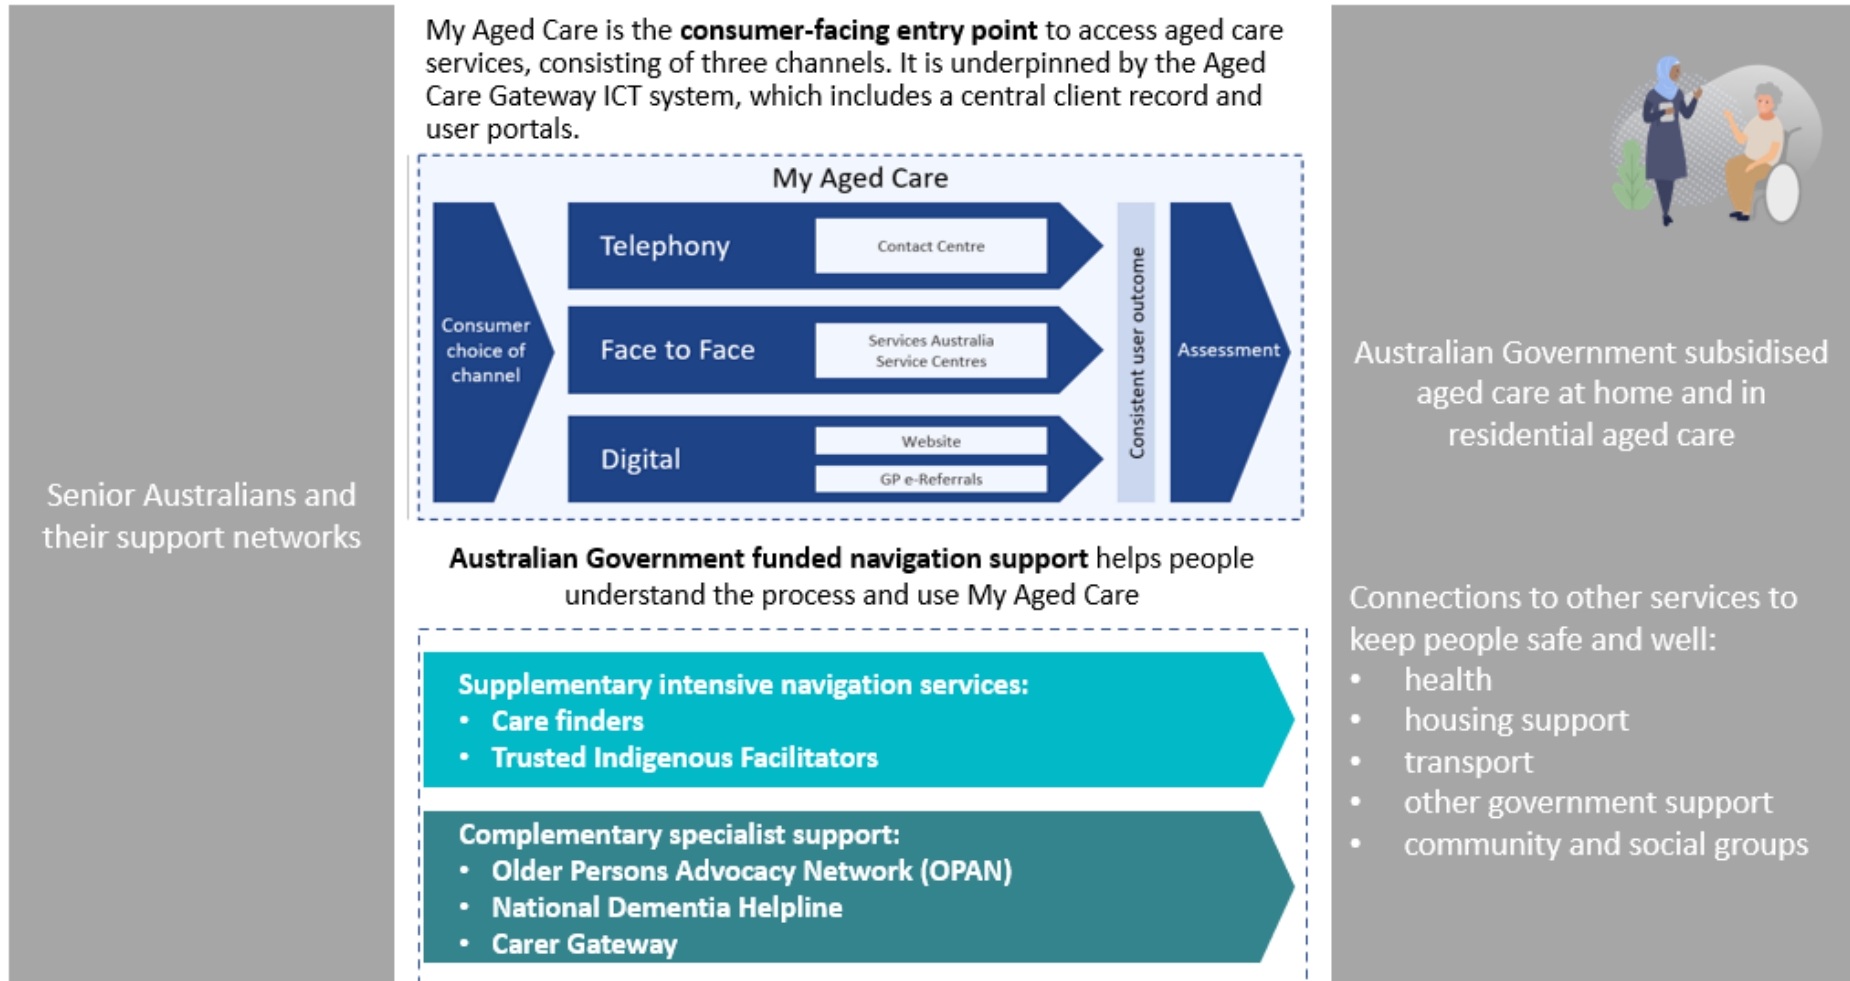 Senior Australians and
their support networks
My Aged Care is the consumer-facing entry point to access aged care
services, consisting of three channels. It is underpinned by the Aged
Care Gateway ICT system, which includes a central client record and
user portals.
My Aged Care
Consumer
choice of
channel
Telephony
Contact Centre
Face to Face
Services Australia
Service Centres
Digital
Website
GP e-Referrals
Consistent user outcome
Assessment
Australian Government funded navigation support helps people
understand the process and use My Aged Care
Supplementary intensive navigation services:
• Care finders
• Trusted Indigenous Facilitators
Complementary specialist support:
• Older Persons Advocacy Network (OPAN)
• National Dementia Helpline
• Carer Gateway
Australian Government subsidised
aged care at home and in
residential aged care
Connections to other services to
keep people safe and well:
• health
• housing support
• transport
• other government support
• community and social groups